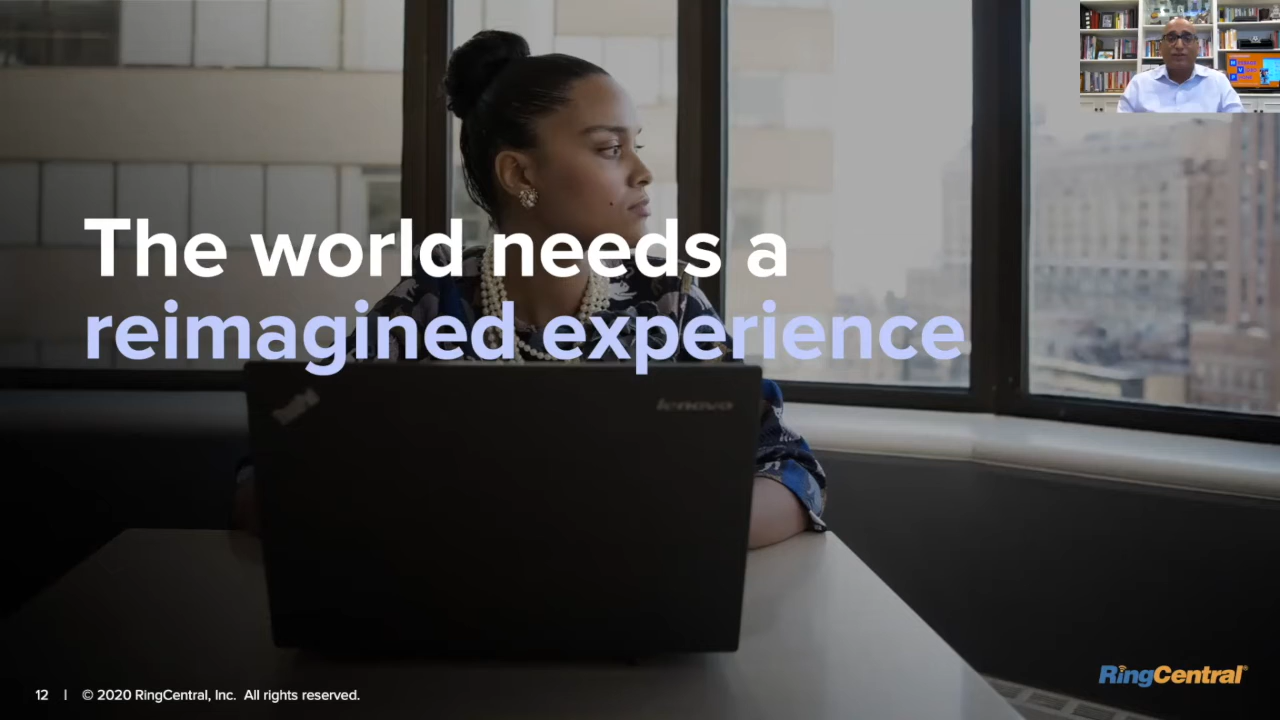 The world needs a
reimagined experience
lenovo
12 | © 2020 RingCentral, Inc. All rights reserved.
RingCentral®